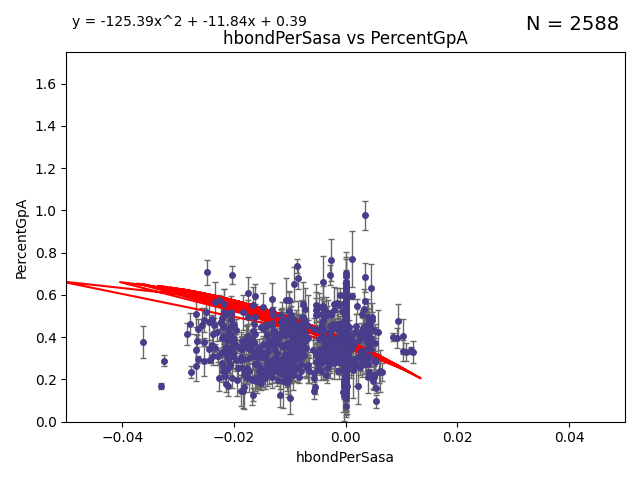 y = -125.39x^2 + -11.84x + 0.39
N = 2588
hbondPerSasa vs PercentGpA
1.6
1.4
1.2
1.0
0.8
0.6
0.4
0.2
0.0
PercentGpA
−0.04
−0.02
0.00
0.02
0.04
hbondPerSasa